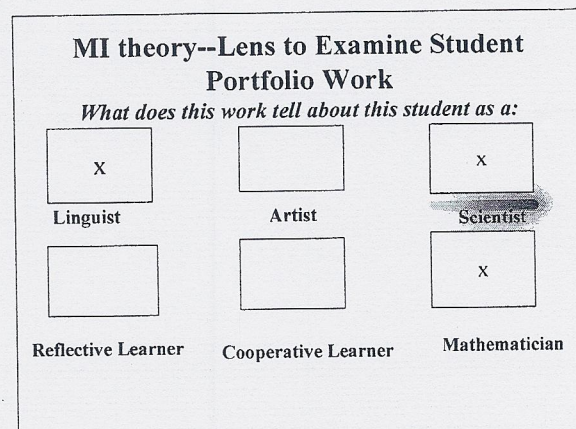 MI theory--Lens to Examine Student
Portfolio Work
What does this work tell about this student as a:
X X
Linguist Artist Scientist
X
Reflective Learner Cooperative Learner Mathematician